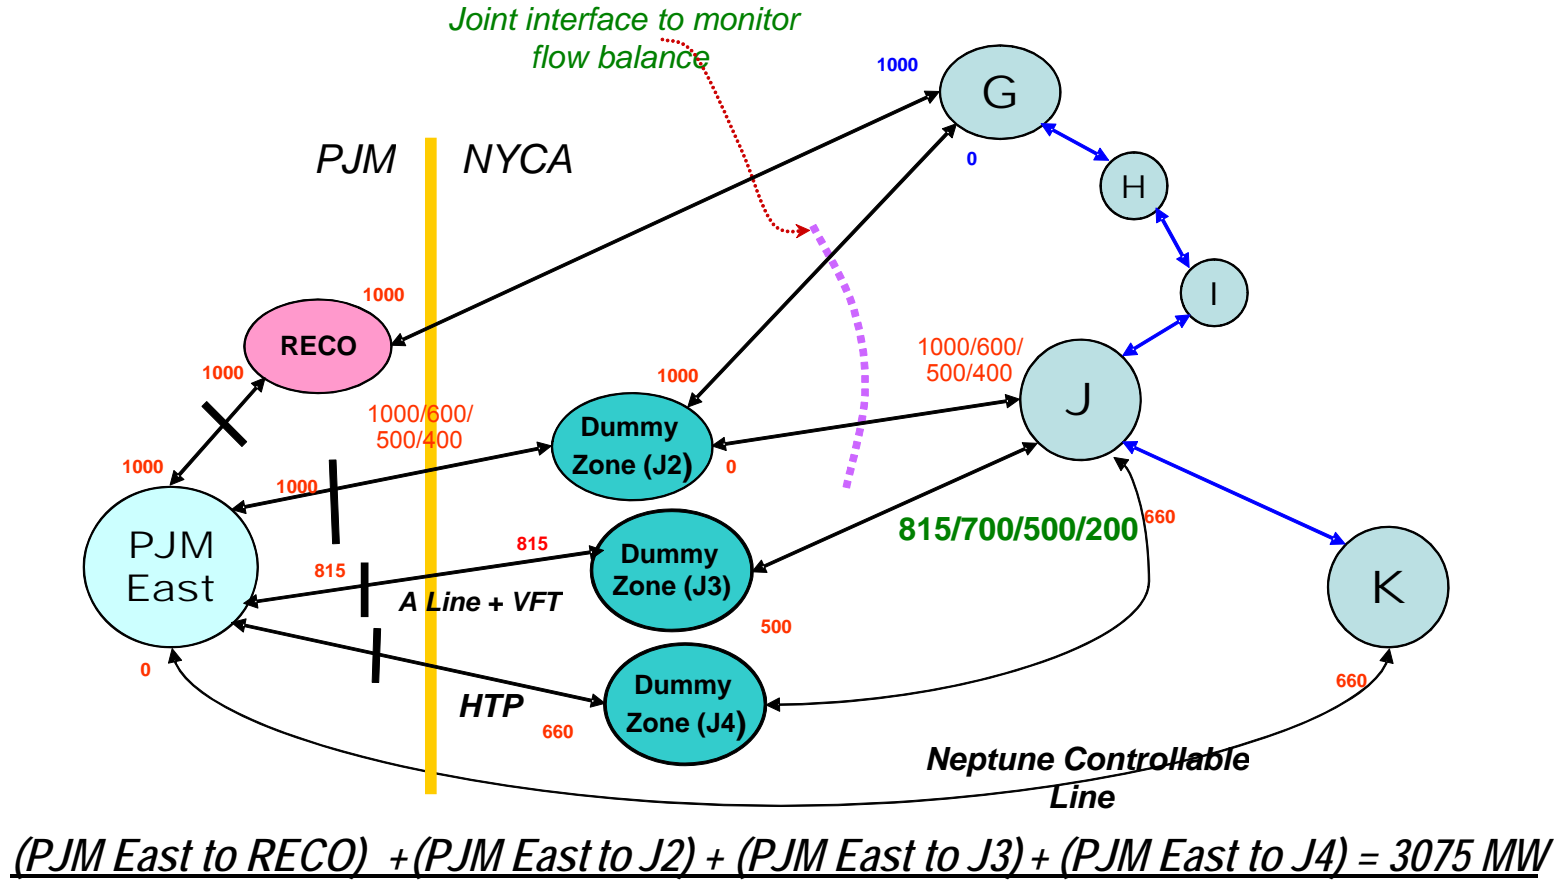 Joint interface to monitor
flow balance
1000
G
0
H
I
PJM
NYCA
1000
RECO
1000
1000
1000/600/
500/400
1000
1000/600/
500/400
J
Dummy
Zone (J2)
0
1000
1000
PJM
East
815
815
Dummy
Zone (J3)
815/700/500/200
660
A Line + VFT
500
K
0
HTP
660
Dummy
Zone (J4)
660
Neptune Controllable
Line
(PJM East to RECO) + (PJM East to J2) + (PJM East to J3) + (PJM East to J4) = 3075 MW